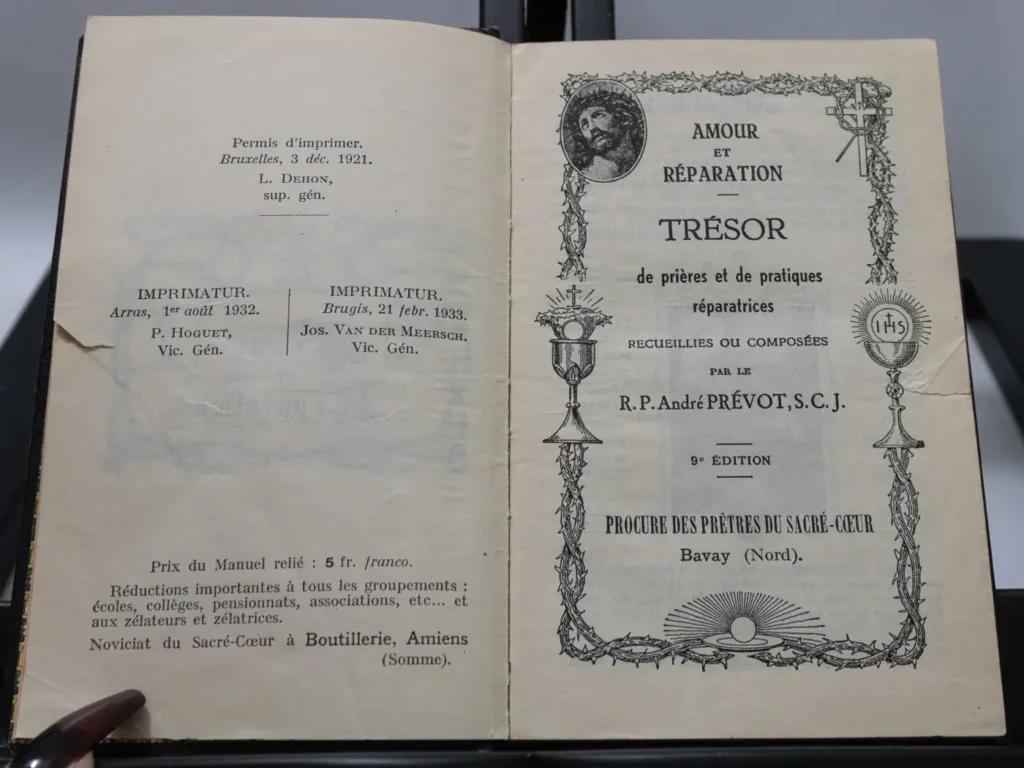 Permis d'imprimer.
Bruxelles, 3 déc. 1921.
L. DEHON,
sup. gén.
IMPRIMATUR.
Arras, 1er août 1932.
P. HOGUET,
Vic. Gén.
IMPRIMATUR.
Brugis, 21 febr. 1933.
Jos. VAN DER MEERSCH.
Vic. Gén.
Prix du Manuel relié : 5 fr. franco.
Réductions importantes à tous les groupements :
écoles, collèges, pensionnats, associations, etc... et
aux zélateurs et zélatrices.
Noviciat du Sacré-Cœur à Boutillerie, Amiens
(Somme).
AMOUR
ET
RÉPARATION
TRÉSOR
de prières et de pratiques
réparatrices
RECUEILLIES OU COMPOSÉES
PAR LE
R. P. André PRÉVOT, S. C. J.
IHS
9e ÉDITION
PROCURE DES PRÊTRES DU SACRÉ-CŒUR
Bavay (Nord).